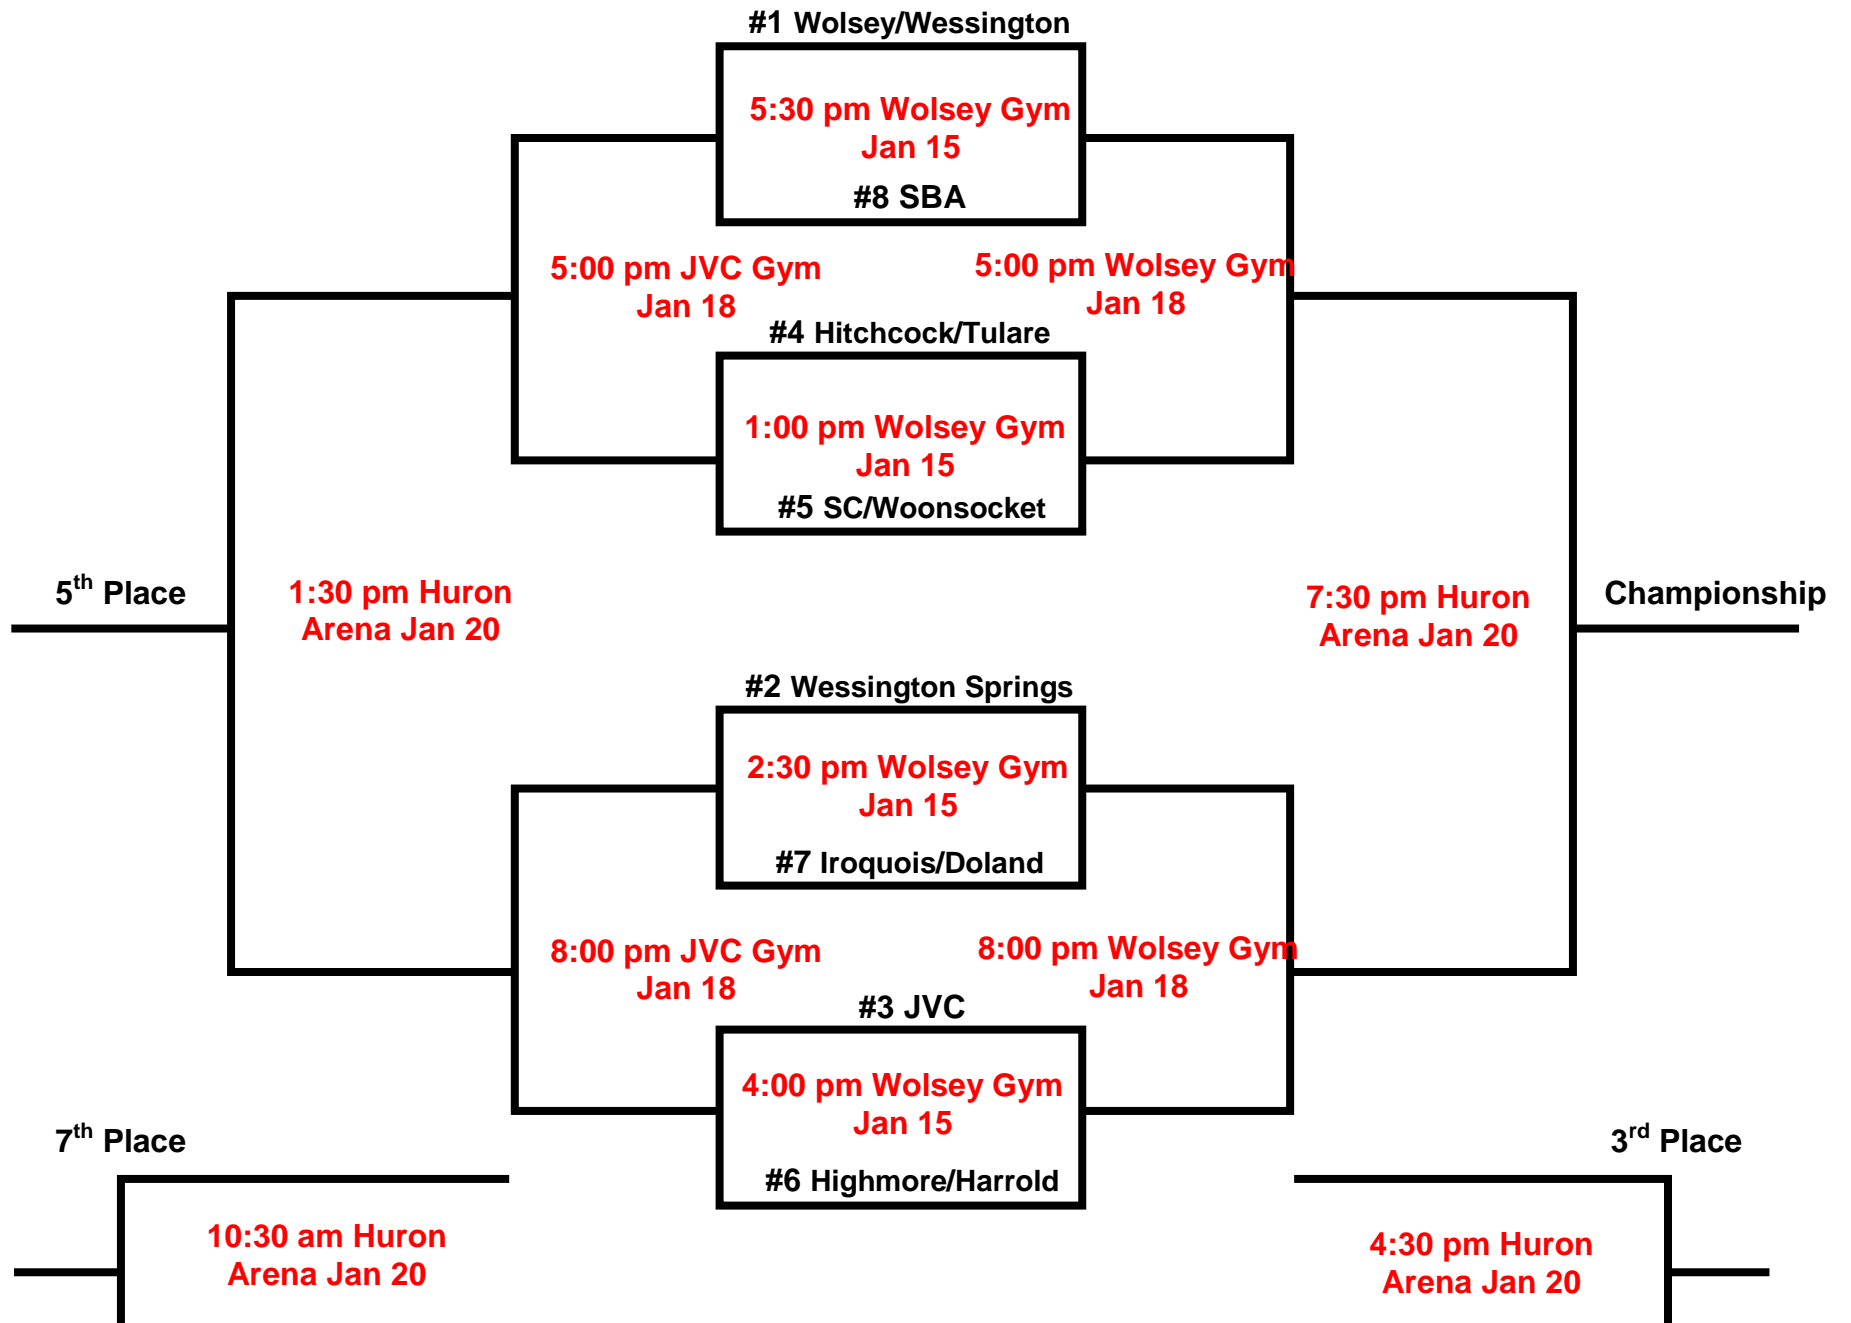 #1 Wolsey/Wessington
5:30 pm Wolsey Gym
Jan 15
#8 SBA
5:00 pm JVC Gym
Jan 18
5:00 pm Wolsey Gym
Jan 18
#4 Hitchcock/Tulare
1:00 pm Wolsey Gym
Jan 15
#5 SC/Woonsocket
5th Place
1:30 pm Huron
Arena Jan 20
7:30 pm Huron
Arena Jan 20
Championship
#2 Wessington Springs
2:30 pm Wolsey Gym
Jan 15
#7 Iroquois/Doland
8:00 pm JVC Gym
Jan 18
8:00 pm Wolsey Gym
Jan 18
#3 JVC
4:00 pm Wolsey Gym
Jan 15
#6 Highmore/Harrold
7th Place
10:30 am Huron
Arena Jan 20
3rd Place
4:30 pm Huron
Arena Jan 20